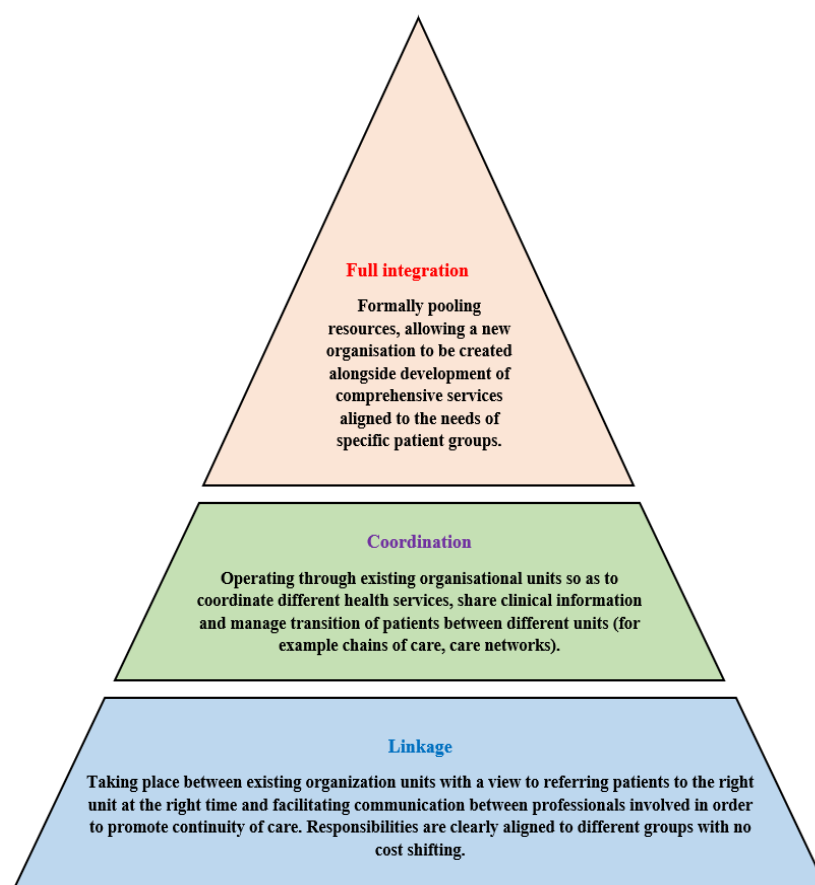 Full integration
Formally pooling
resources, allowing a new
organisation to be created
alongside development of
comprehensive services
aligned to the needs of
specific patient groups.
Coordination
Operating through existing organisational units so as to
coordinate different health services, share clinical information
and manage transition of patients between different units (for
example chains of care, care networks).
Linkage
Taking place between existing organization units with a view to referring patients to the right
unit at the right time and facilitating communication between professionals involved in order
to promote continuity of care. Responsibilities are clearly aligned to different groups with no
cost shifting.